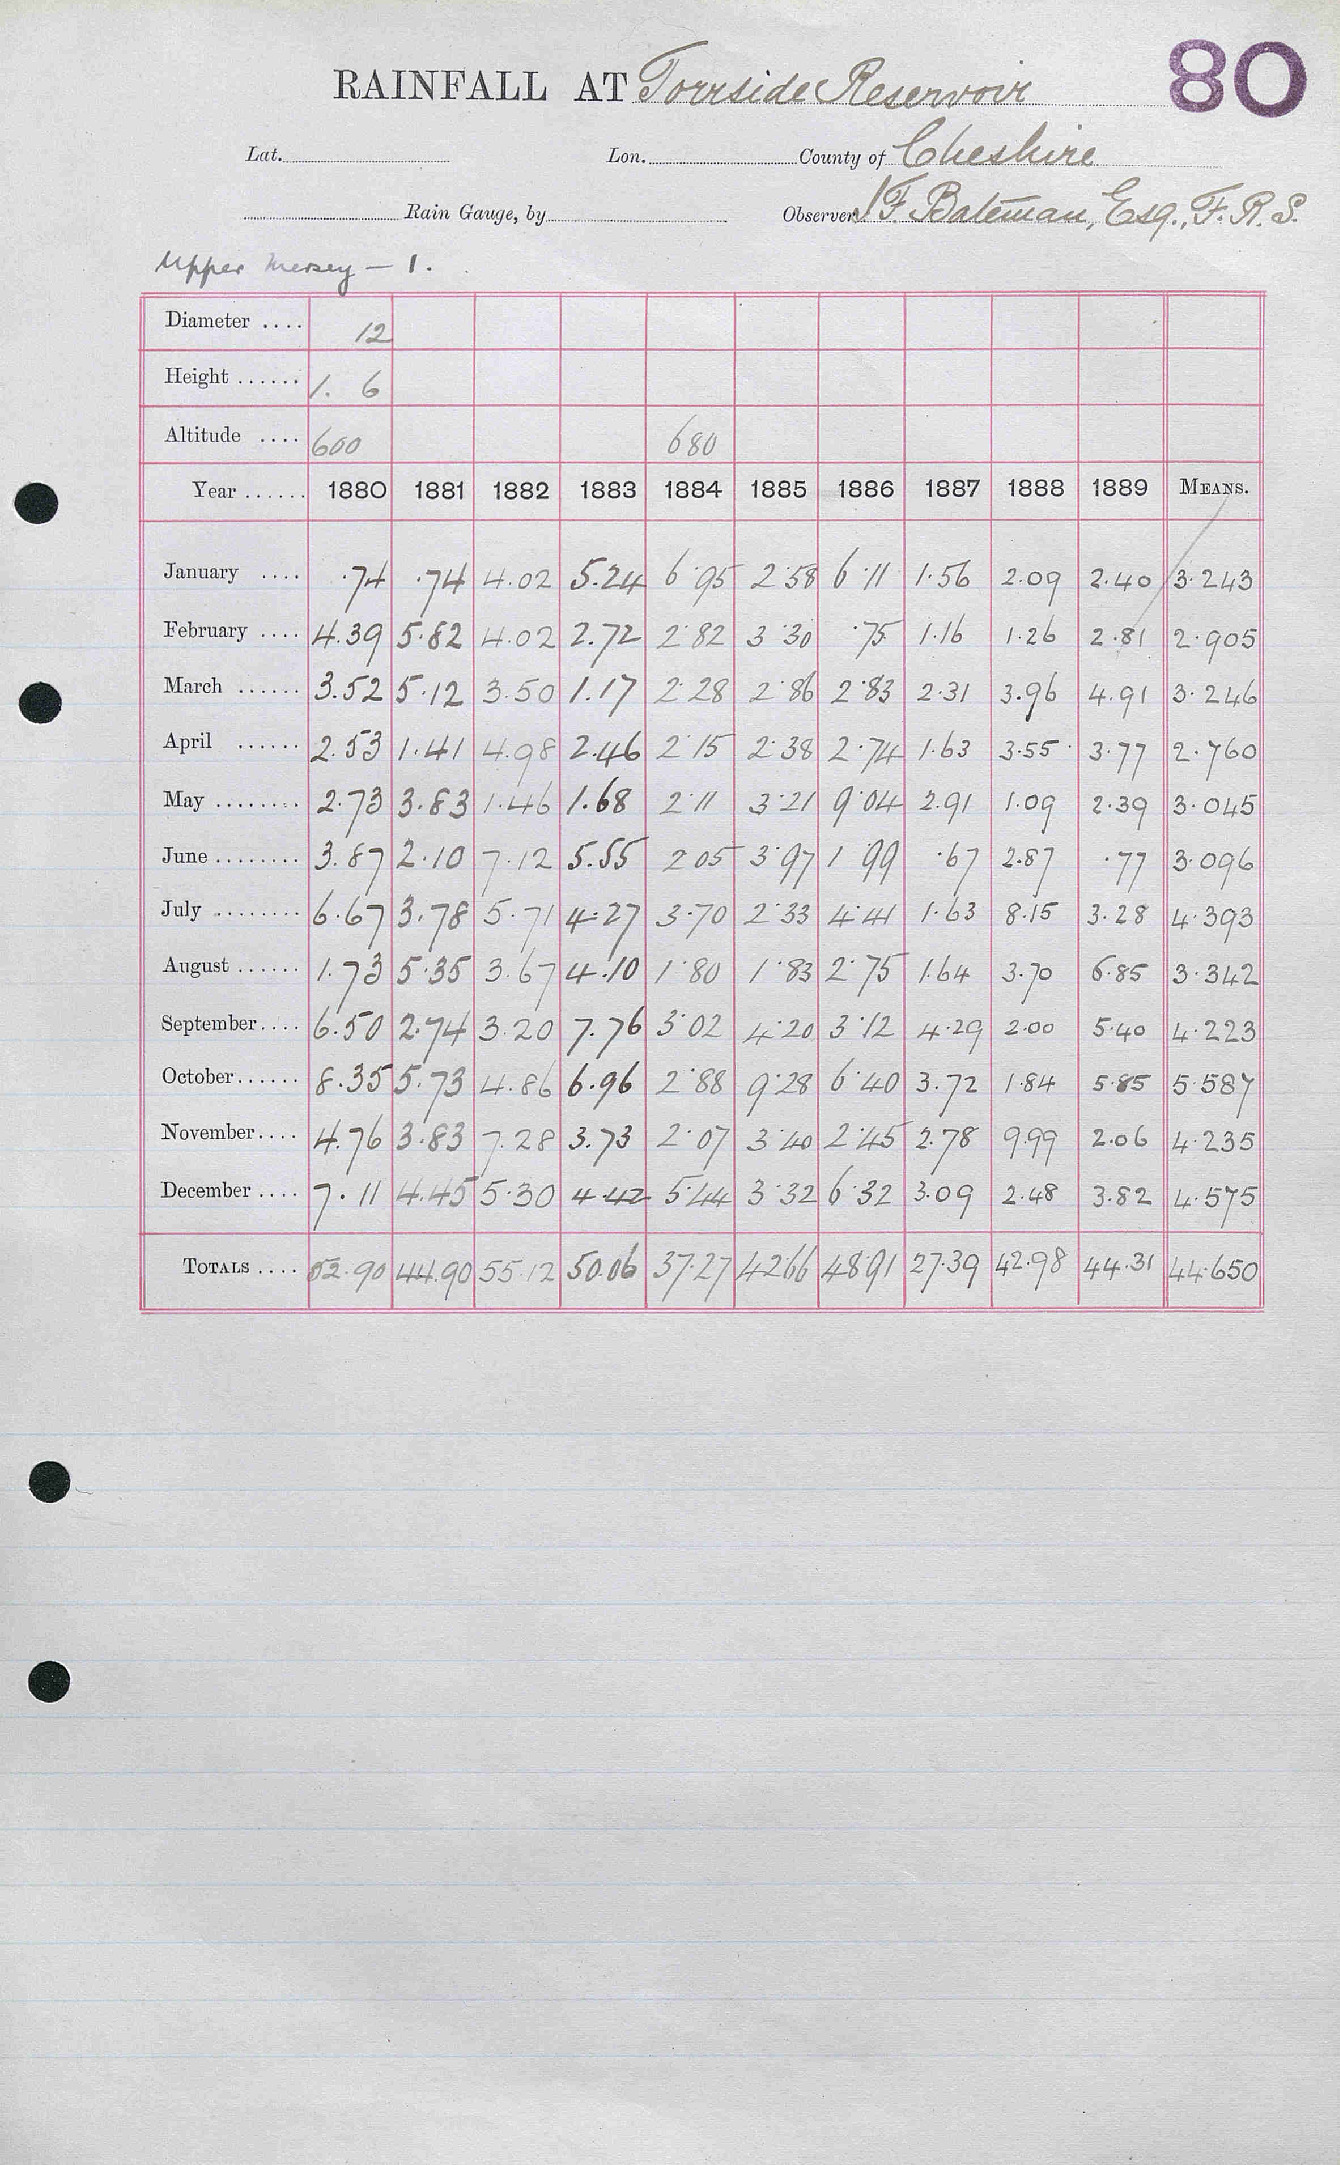 80
RAINFALL AT Torrside Reservoir
Lat. Lon. County of Cheshire
Rain Gauge, by Observer J F Bateman, Esq., F. R. S.
Upper Mersey — 1.
Diameter .... 12
Height ...... 1. 6
Altitude .... 600 680
Year ...... 1880 1881 1882 1883 1884 1885 1886 1887 1888 1889 MEANS.
January .... .74 .74 4.02 5.24 6.95 2.58 6.11 1.56 2.09 2.40 3.243
February .... 4.39 5.82 4.02 2.72 2.82 3.30 .75 1.16 1.26 2.81 2.905
March ...... 3.52 5.12 3.50 1.17 2.28 2.86 2.83 2.31 3.96 4.91 3.246
April ...... 2.53 1.41 4.98 2.46 2.15 2.38 2.74 1.63 3.55 3.77 2.760
May ........ 2.73 3.83 1.46 1.68 2.11 3.21 9.04 2.91 1.09 2.39 3.045
June ........ 3.87 2.10 7.12 5.55 2 05 3.97 1 99 .67 2.87 .77 3.096
July ........ 6.67 3.78 5.71 4.27 3.70 2.33 4.41 1.63 8.15 3.28 4.393
August ...... 1.73 5.35 3.67 4.10 1.80 1.83 2.75 1.64 3.70 6.85 3.342
September .... 6.50 2.74 3.20 7.76 3.02 4.20 3.12 4.29 2.00 5.40 4.223
October ...... 8.35 5.73 4.86 6.96 2.88 9.28 6.40 3.72 1.84 5.85 5.587
November .... 4.76 3.83 7.28 3.73 2.07 3.40 2.45 2.78 9.99 2.06 4.235
December .... 7.11 4.45 5.30 4.42 5.44 3.32 6.32 3.09 2.48 3.82 4.575
TOTALS .... 52.90 44.90 55.12 50.06 37.27 42.66 48.91 27.39 42.98 44.31 44.650